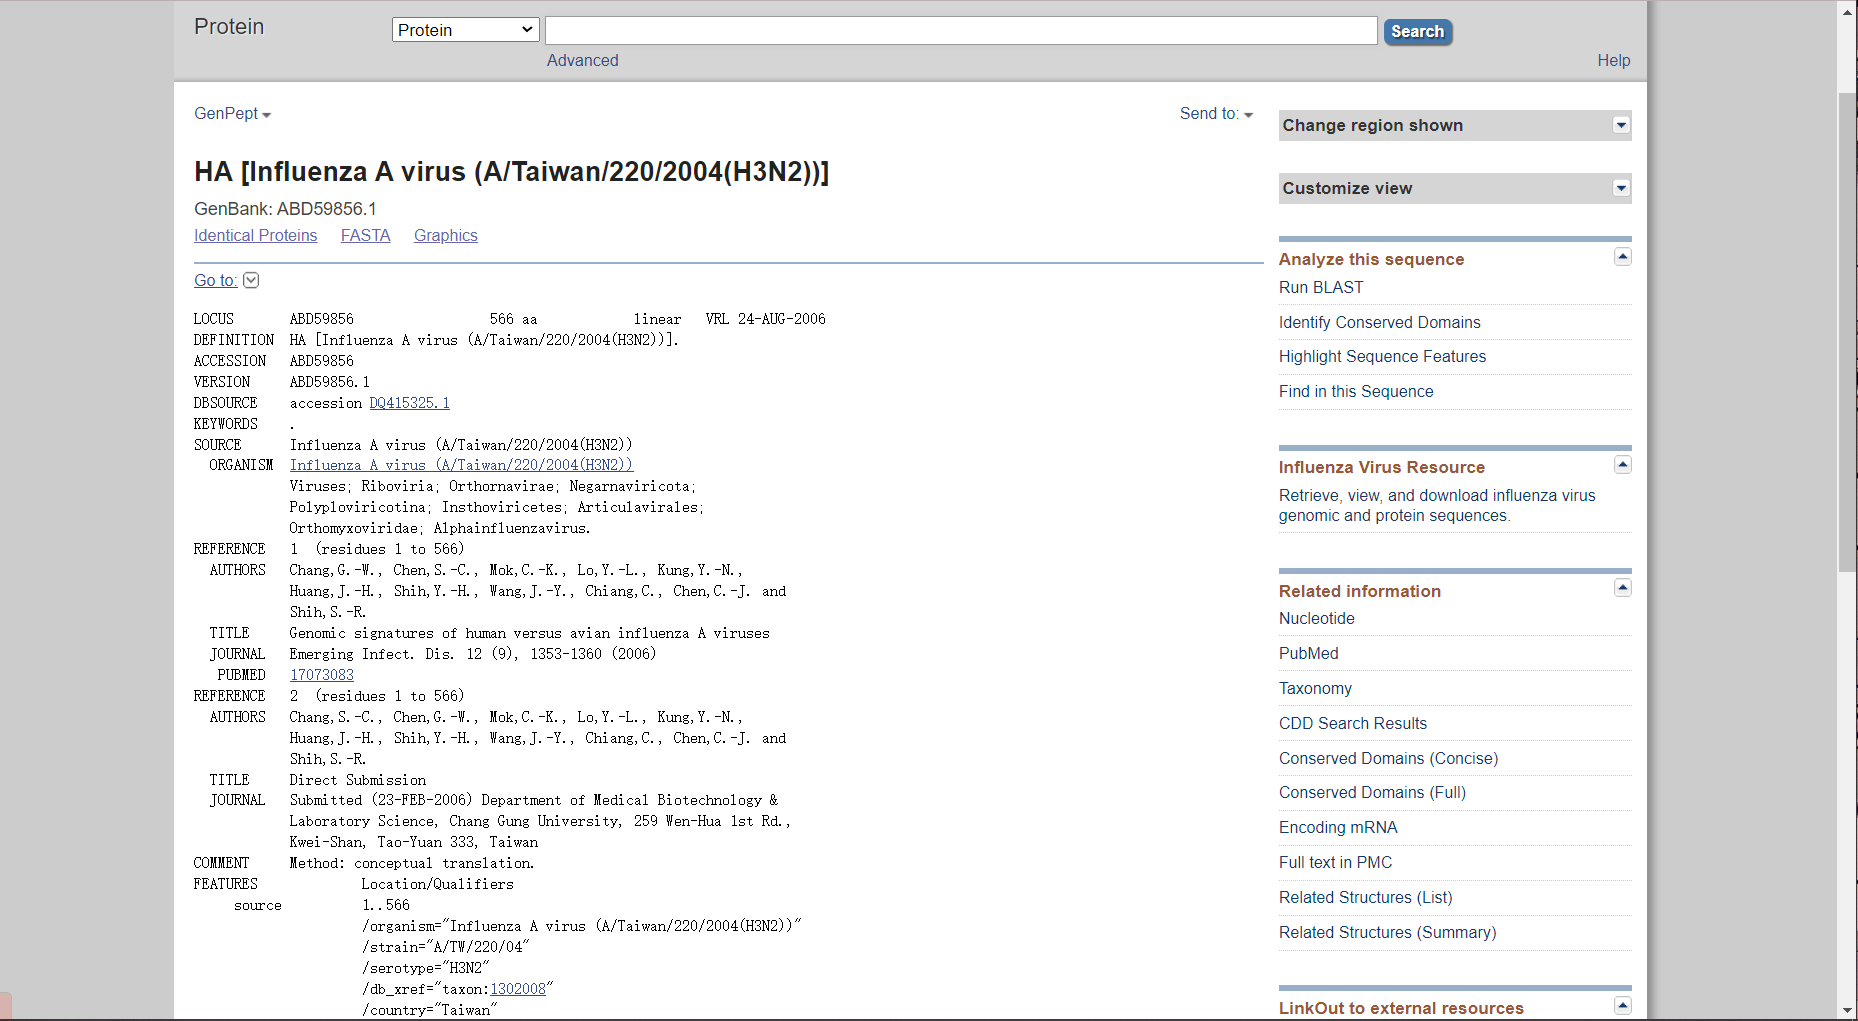 Protein
Protein
Search
Advanced
Help
GenPept
Send to:
HA [Influenza A virus (A/Taiwan/220/2004(H3N2))]
GenBank: ABD59856.1
Identical Proteins FASTA Graphics
Go to:
LOCUS ABD59856 566 aa linear VRL 24-AUG-2006
DEFINITION HA [Influenza A virus (A/Taiwan/220/2004(H3N2))].
ACCESSION ABD59856
VERSION ABD59856.1
DBSOURCE accession DQ415325.1
KEYWORDS .
SOURCE Influenza A virus (A/Taiwan/220/2004(H3N2))
ORGANISM Influenza A virus (A/Taiwan/220/2004(H3N2))
Viruses; Riboviria; Orthornavirae; Negarnaviricota;
Polyploviricotina; Insthoviricetes; Articulavirales;
Orthomyxoviridae; Alphainfluenzavirus.
REFERENCE 1 (residues 1 to 566)
AUTHORS Chang,G.-W., Chen,S.-C., Mok,C.-K., Lo,Y.-L., Kung,Y.-N.,
Huang,J.-H., Shih,Y.-H., Wang,J.-Y., Chiang,C., Chen,C.-J. and
Shih,S.-R.
TITLE Genomic signatures of human versus avian influenza A viruses
JOURNAL Emerging Infect. Dis. 12 (9), 1353-1360 (2006)
PUBMED 17073083
REFERENCE 2 (residues 1 to 566)
AUTHORS Chang,S.-C., Chen,G.-W., Mok,C.-K., Lo,Y.-L., Kung,Y.-N.,
Huang,J.-H., Shih,Y.-H., Wang,J.-Y., Chiang,C., Chen,C.-J. and
Shih,S.-R.
TITLE Direct Submission
JOURNAL Submitted (23-FEB-2006) Department of Medical Biotechnology &
Laboratory Science, Chang Gung University, 259 Wen-Hua 1st Rd.,
Kwei-Shan, Tao-Yuan 333, Taiwan
COMMENT Method: conceptual translation.
FEATURES Location/Qualifiers
source 1..566
/organism="Influenza A virus (A/Taiwan/220/2004(H3N2))"
/strain="A/TW/220/04"
/serotype="H3N2"
/db_xref="taxon:1302008"
/country="Taiwan"
Change region shown
Customize view
Analyze this sequence
Run BLAST
Identify Conserved Domains
Highlight Sequence Features
Find in this Sequence
Influenza Virus Resource
Retrieve, view, and download influenza virus
genomic and protein sequences.
Related information
Nucleotide
PubMed
Taxonomy
CDD Search Results
Conserved Domains (Concise)
Conserved Domains (Full)
Encoding mRNA
Full text in PMC
Related Structures (List)
Related Structures (Summary)
LinkOut to external resources